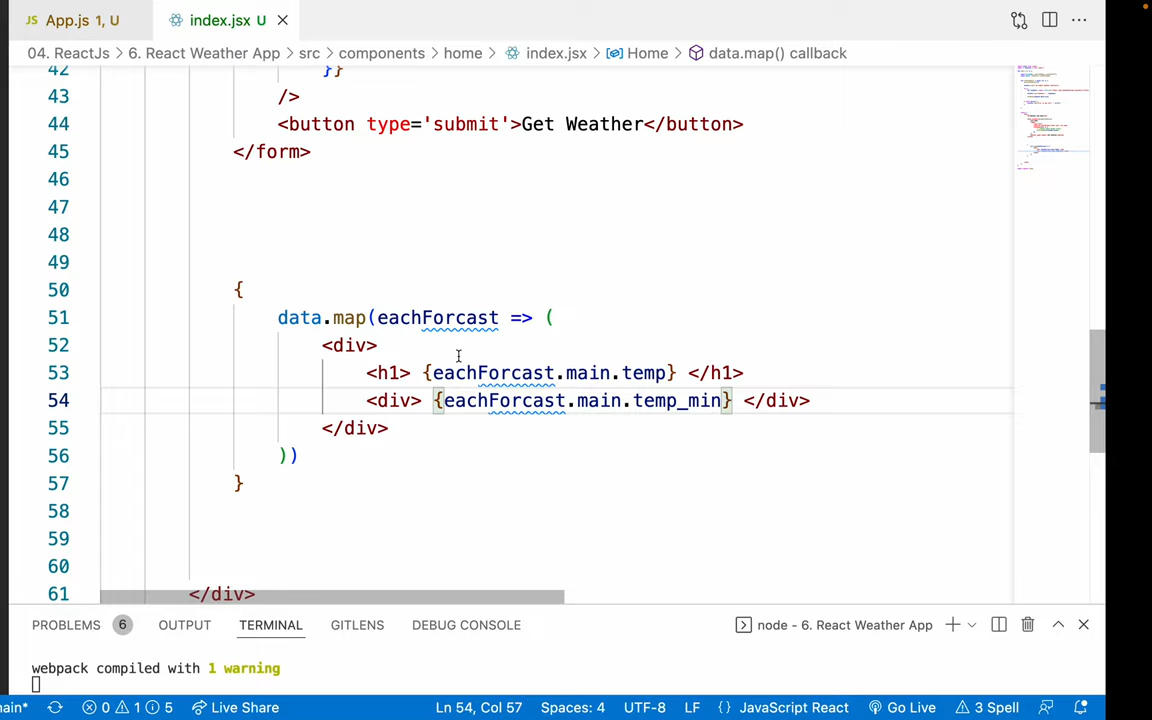 JS App.js 1, U index.jsx U
04. ReactJs > 6. React Weather App > src > components > home > index.jsx > Home > data.map() callback
42 }}
43 />
44 <button type='submit'>Get Weather</button>
45 </form>
46
47
48
49
50 {
51 data.map(eachForcast => (
52 <div>
53 <h1> {eachForcast.main.temp} </h1>
54 <div> {eachForcast.main.temp_min} </div>
55 </div>
56 ))
57 }
58
59
60
61 </div>
PROBLEMS 6 OUTPUT TERMINAL GITLENS DEBUG CONSOLE node - 6. React Weather App
webpack compiled with 1 warning
main* 0 1 5 Live Share Ln 54, Col 57 Spaces: 4 UTF-8 LF {} JavaScript React Go Live 3 Spell